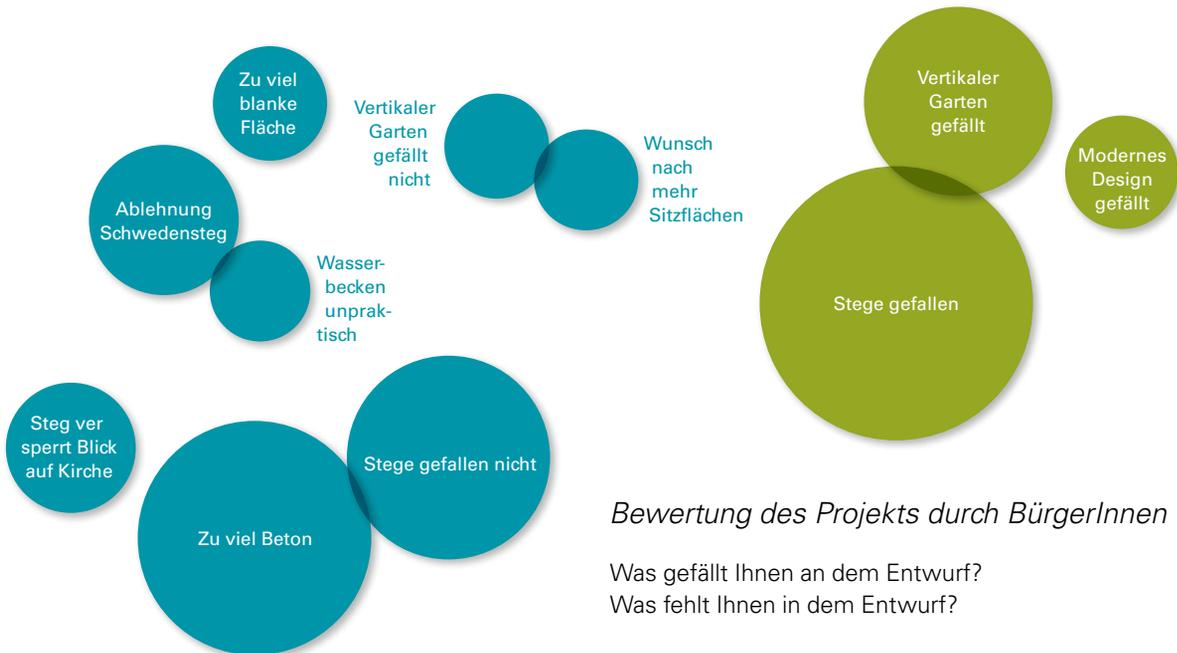 Zu viel
blanke
Fläche
Vertikaler
Garten
gefällt
nicht
Wunsch
nach
mehr
Sitzflächen
Vertikaler
Garten
gefällt
Modernes
Design
gefällt
Ablehnung
Schwedensteg
Wasser-
becken
unprak-
tisch
Stege gefallen
Steg ver
sperrt Blick
auf Kirche
Stege gefallen nicht
Zu viel Beton
Bewertung des Projekts durch BürgerInnen
Was gefällt Ihnen an dem Entwurf?
Was fehlt Ihnen in dem Entwurf?